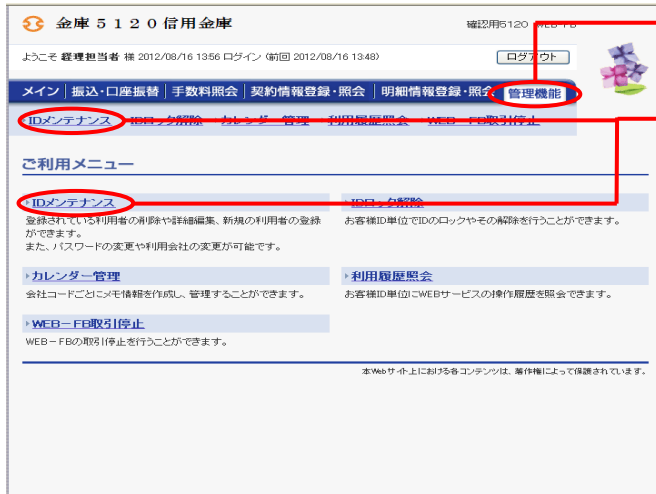 金庫５１２０信用金庫
確認用5120 WEB-FB
ようこそ 経理担当者 様 2012/08/16 13:56 ログイン (前回 2012/08/16 13:48)
ログアウト
メイン 振込・口座振替 手数料照会 契約情報登録・照会 明細情報登録・照会 管理機能
IDメンテナンス IDロック解除 カレンダー管理 利用履歴照会 WEB－FB取引停止
ご利用メニュー
IDメンテナンス
登録されている利用者の削除や詳細編集、新規の利用者の登録
ができます。
また、パスワードの変更や利用会社の変更が可能です。
IDロック解除
お客様ID単位でIDのロックやその解除を行うことができます。
カレンダー管理
会社コードごとにメモ情報を作成し、管理することができます。
利用履歴照会
お客様ID単位にWEBサービスの操作履歴を照会できます。
WEB－FB取引停止
WEB－FBの取引停止を行うことができます。
本Webサイト上における各コンテンツは、著作権によって保護されています。